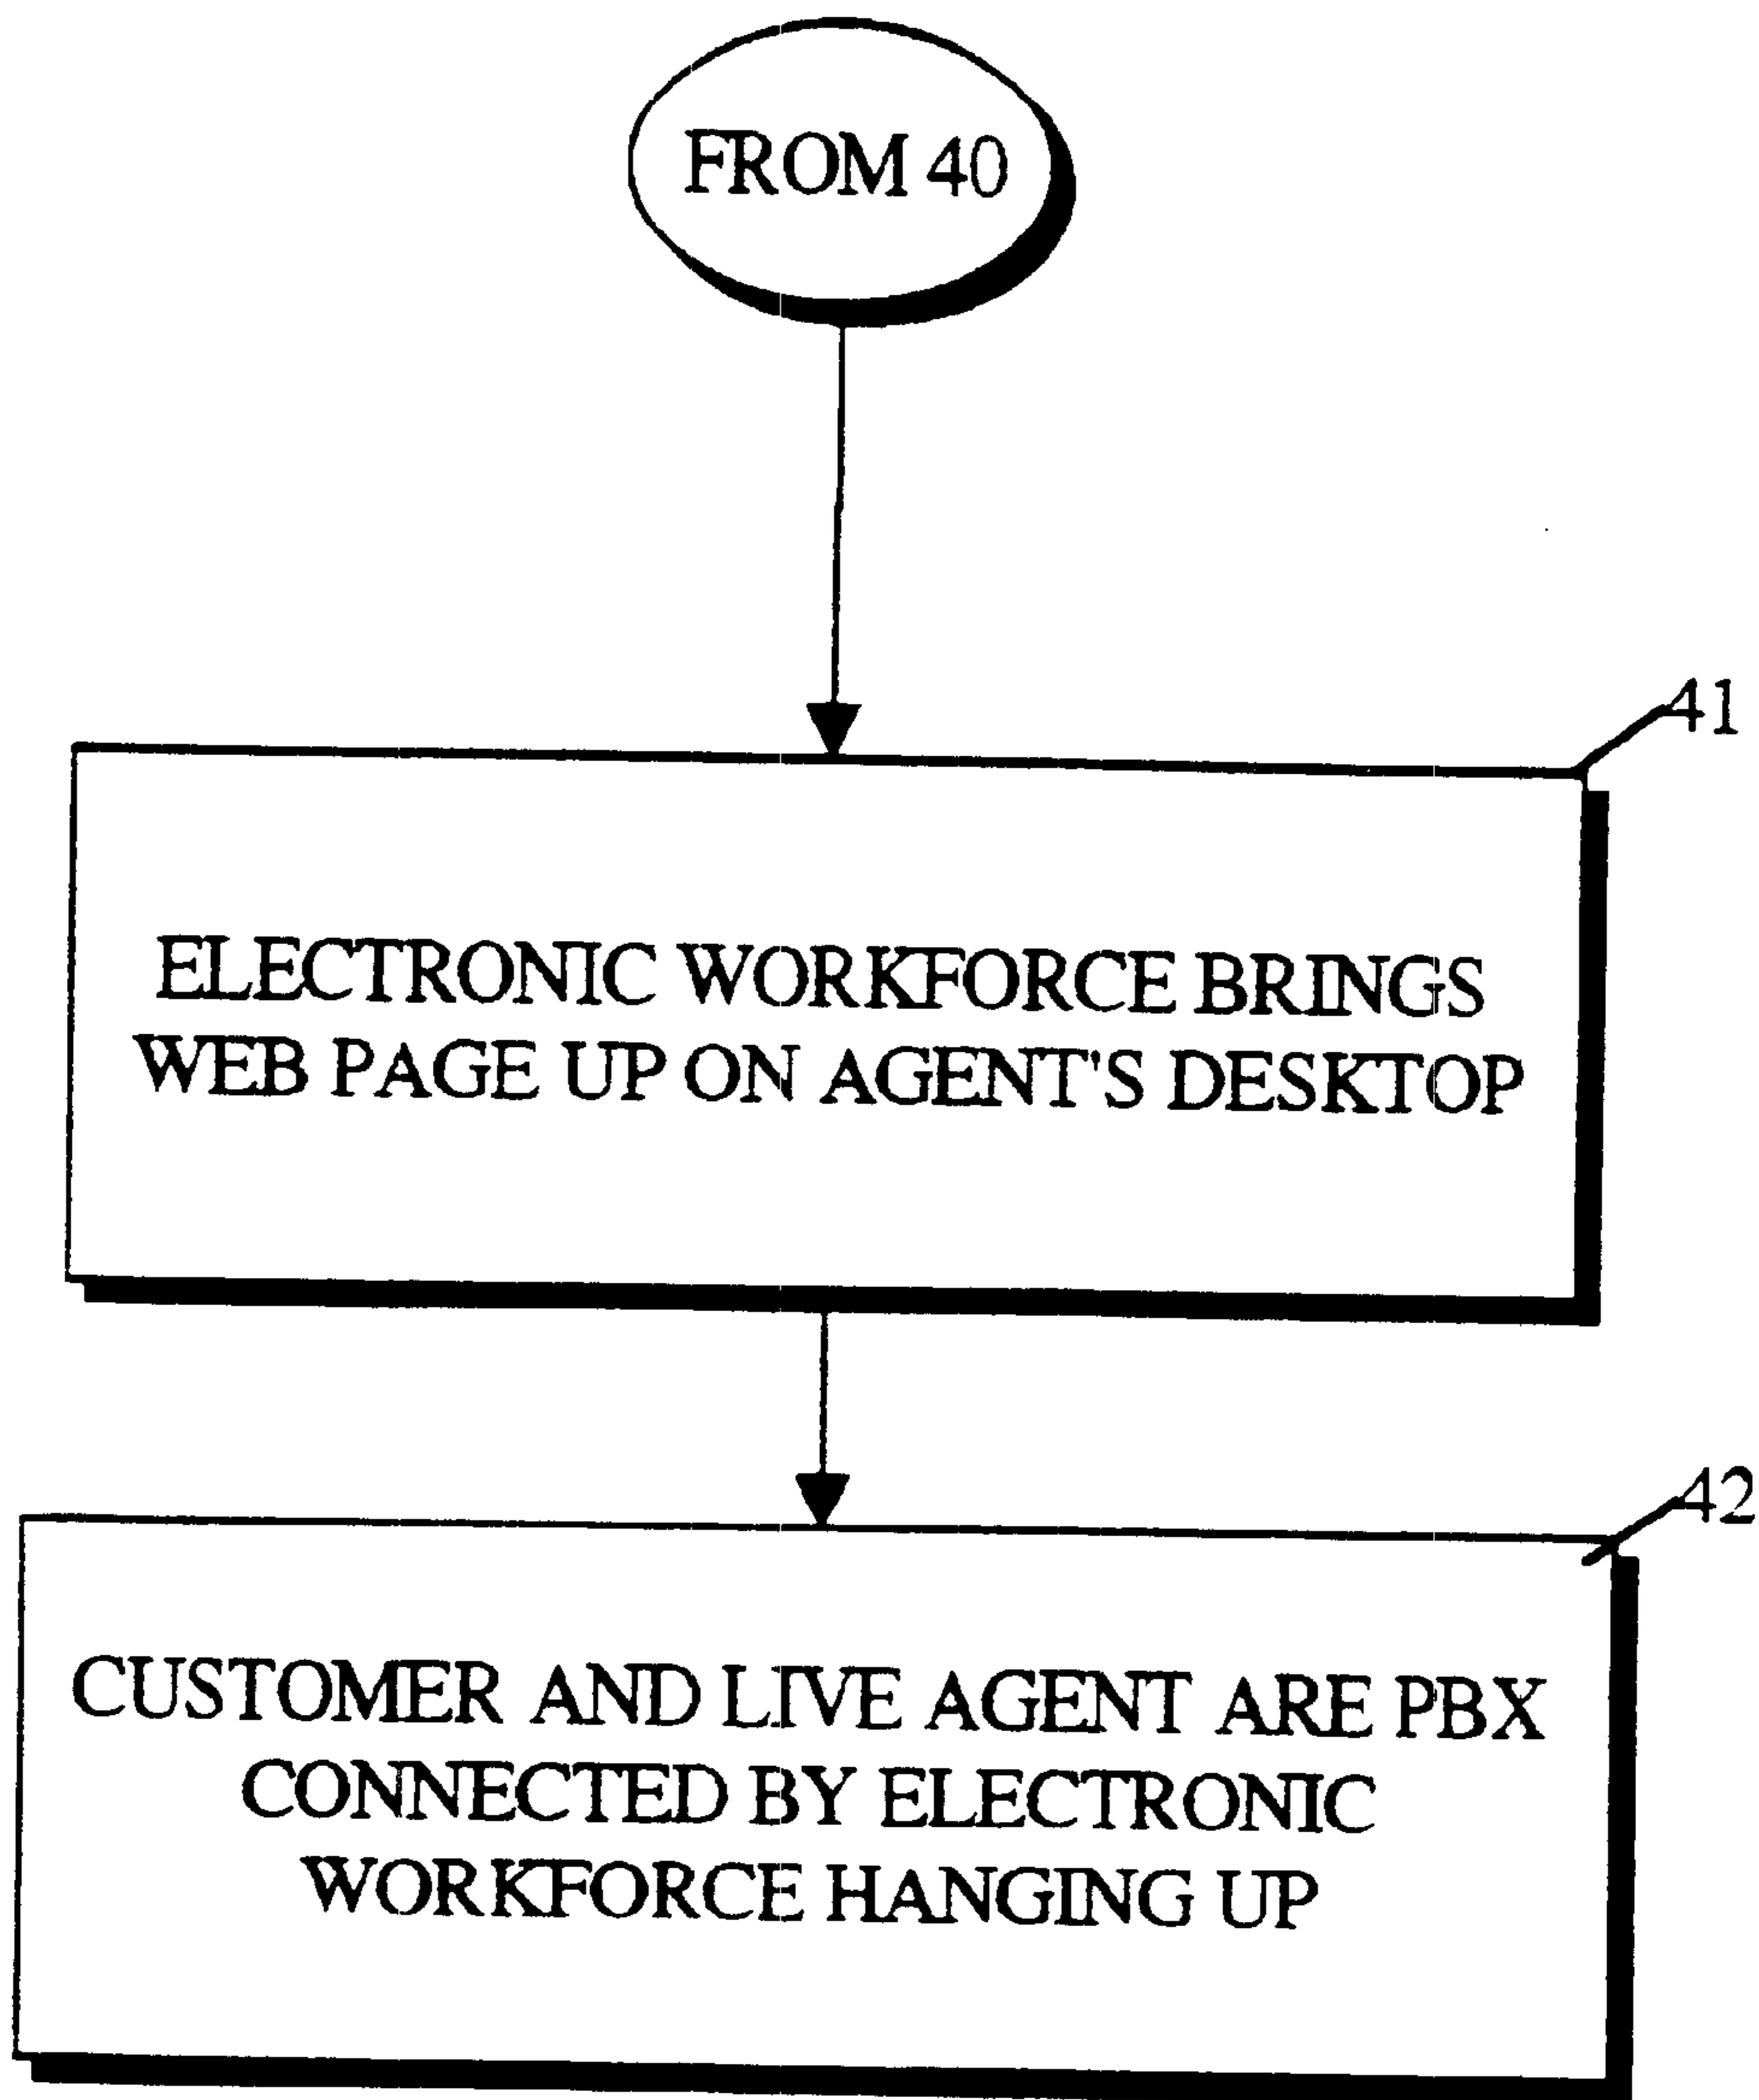 FROM 40
41
ELECTRONIC WORKFORCE BRINGS
WEB PAGE UP ON AGENT'S DESKTOP
42
CUSTOMER AND LIVE AGENT ARE PBX
CONNECTED BY ELECTRONIC
WORKFORCE HANGING UP